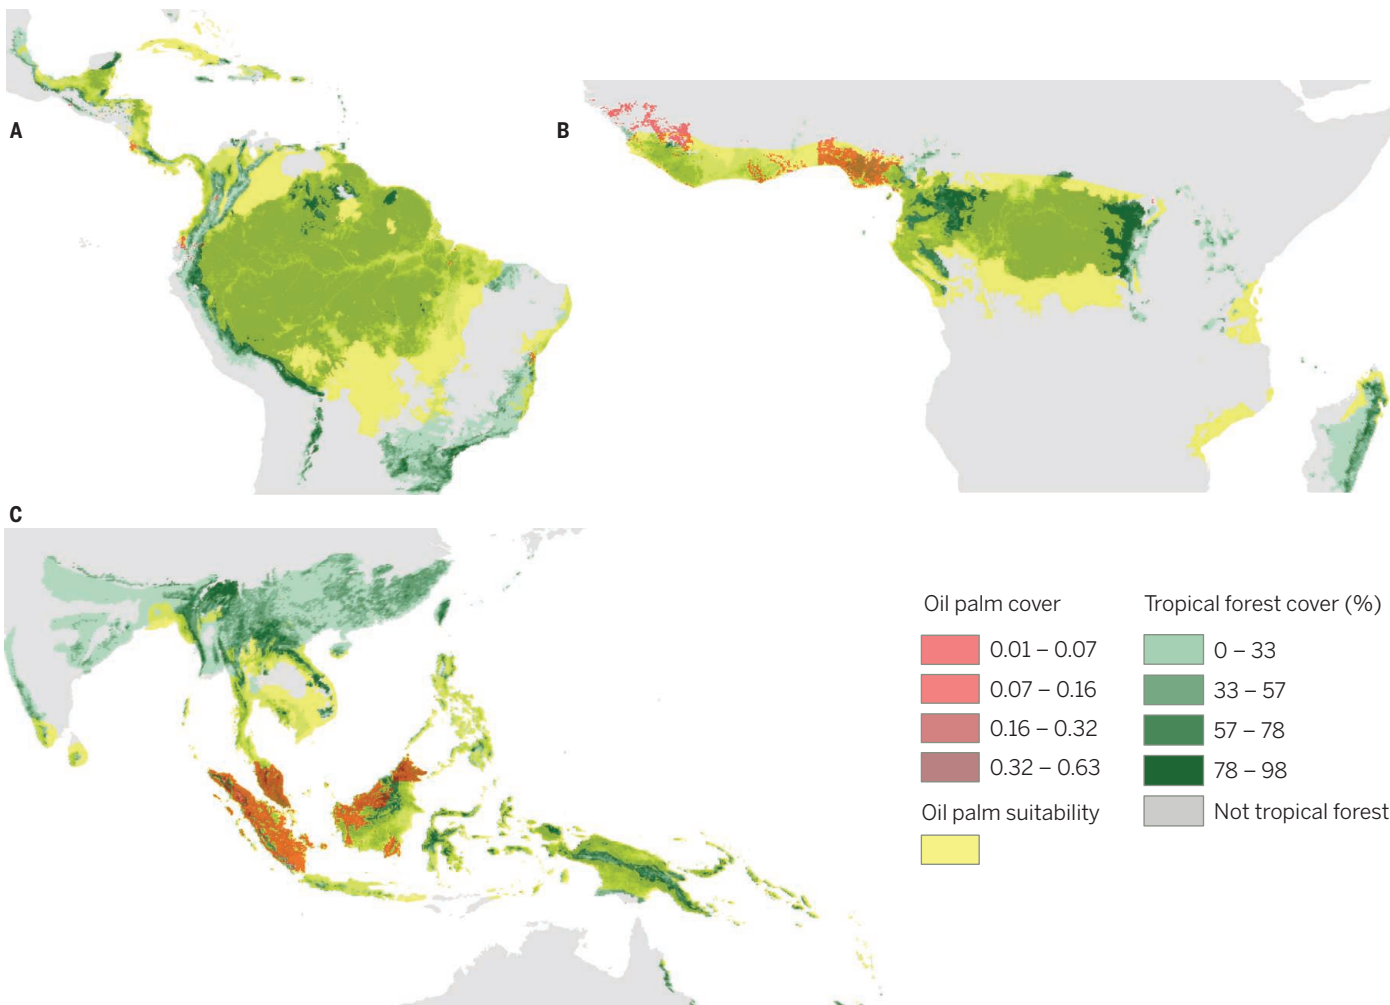 A
B
C
Oil palm cover
0.01 – 0.07
0.07 – 0.16
0.16 – 0.32
0.32 – 0.63
Oil palm suitability
Tropical forest cover (%)
0 – 33
33 – 57
57 – 78
78 – 98
Not tropical forest